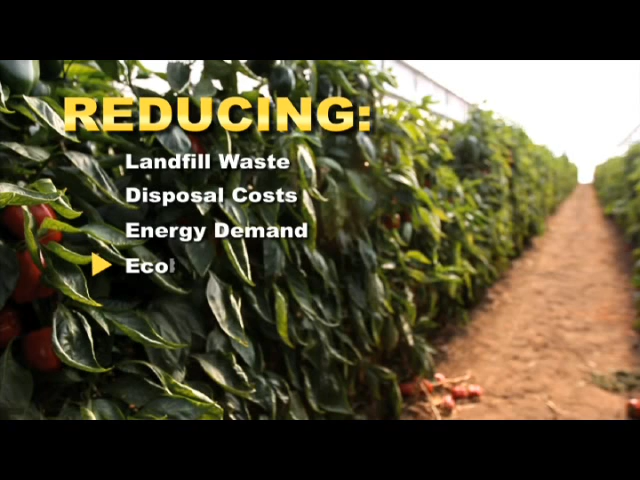 REDUCING:
Landfill Waste
Disposal Costs
Energy Demand
Eco